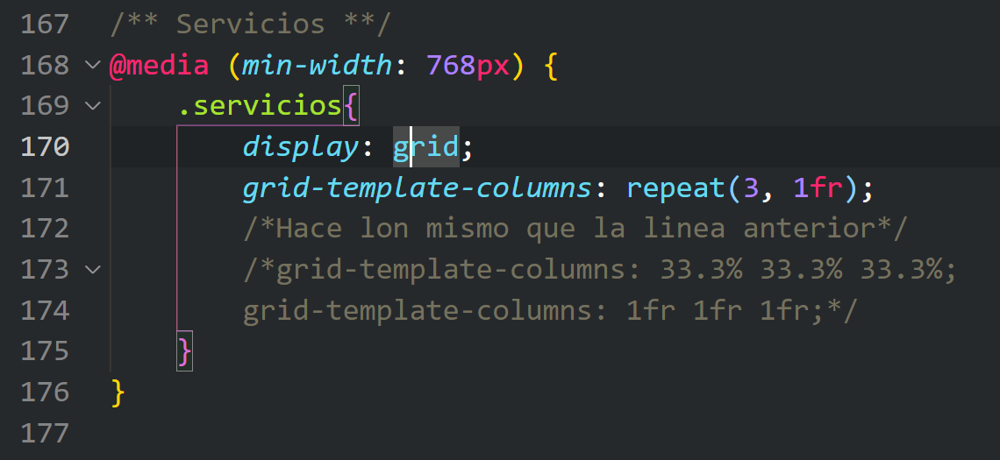 167 /** Servicios **/
168 @media (min-width: 768px) {
169 .servicios{
170 display: grid;
171 grid-template-columns: repeat(3, 1fr);
172 /*Hace lon mismo que la linea anterior*/
173 /*grid-template-columns: 33.3% 33.3% 33.3%;
174 grid-template-columns: 1fr 1fr 1fr;*/
175 }
176 }
177